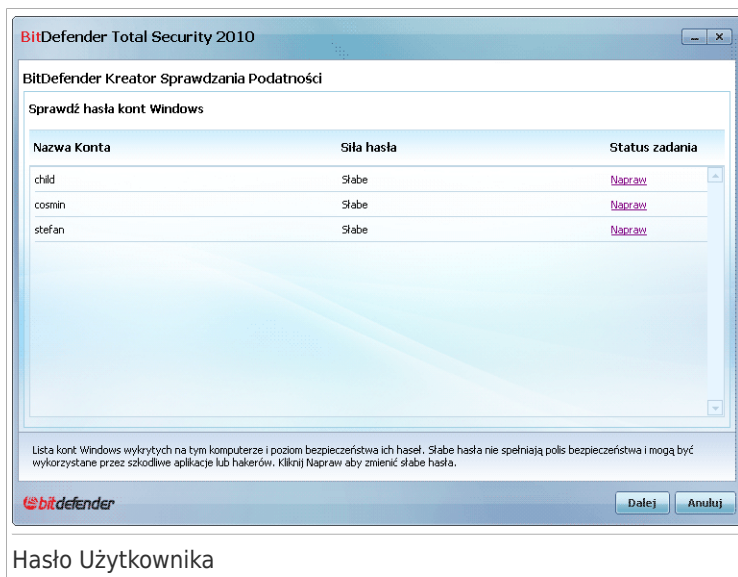 BitDefender Total Security 2010
BitDefender Kreator Sprawdzania Podatności
Sprawdź hasła kont Windows
Nazwa Konta Siła hasła Status zadania
child Słabe Napraw
cosmin Słabe Napraw
stefan Słabe Napraw
Lista kont Windows wykrytych na tym komputerze i poziom bezpieczeństwa ich haseł. Słabe hasła nie spełniają polis bezpieczeństwa i mogą być
wykorzystane przez szkodliwe aplikacje lub hakerów. Kliknij Napraw aby zmienić słabe hasła.
bitdefender Dalej Anuluj
Hasło Użytkownika